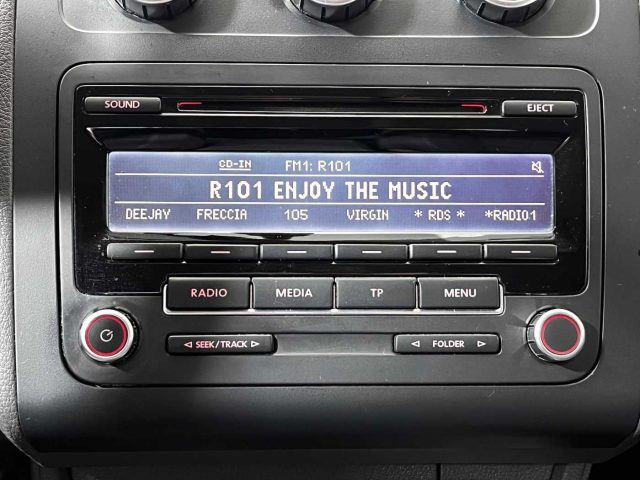 SOUND EJECT
CD-IN FM1: R101
R101 ENJOY THE MUSIC
DEEJAY FRECCIA 105 VIRGIN * RDS * *RADIO1
RADIO MEDIA TP MENU
◁ SEEK/TRACK ▷ ◁ FOLDER ▷